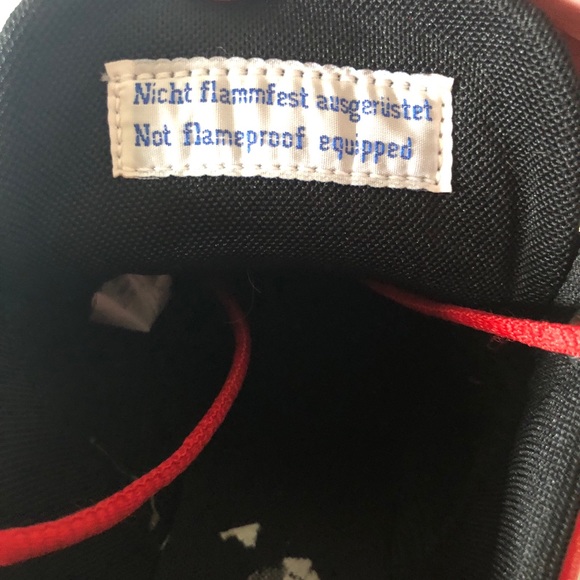 Nicht flammfest ausgerüstet
Not flameproof equipped